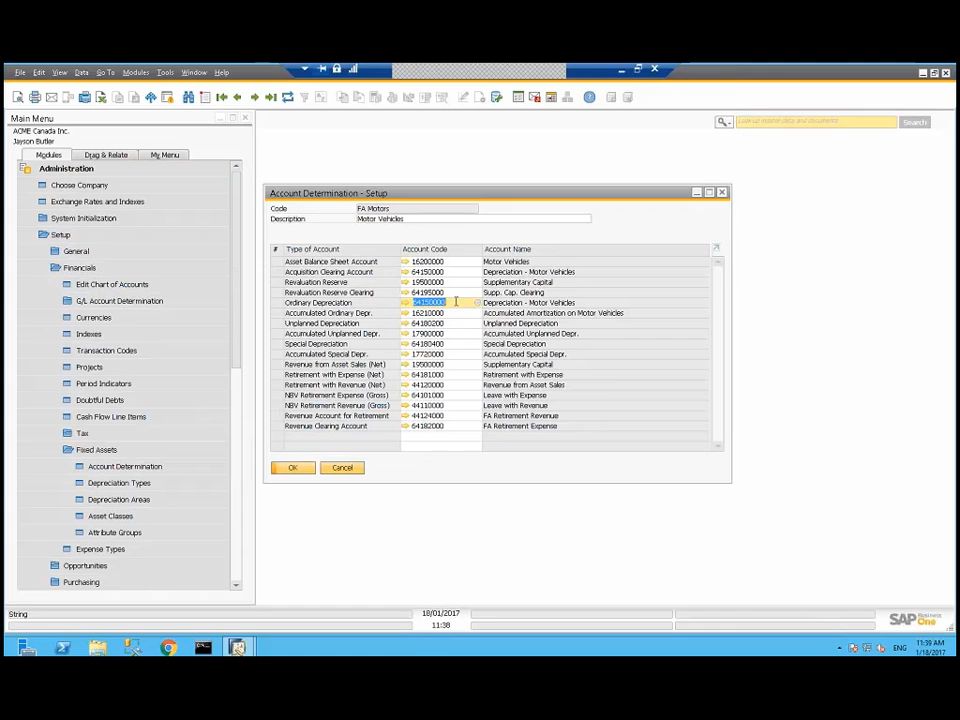 File Edit View Data Go To Modules Tools Window Help
Main Menu
ACME Canada Inc.
Jayson Butler
Modules Drag & Relate My Menu
Search
Administration
Choose Company
Exchange Rates and Indexes
System Initialization
Setup
General
Financials
Edit Chart of Accounts
G/L Account Determination
Currencies
Indexes
Transaction Codes
Projects
Period Indicators
Doubtful Debts
Cash Flow Line Items
Tax
Fixed Assets
Account Determination
Depreciation Types
Depreciation Areas
Asset Classes
Attribute Groups
Expense Types
Opportunities
Purchasing
Account Determination - Setup
Code FA Motors
Description Motor Vehicles
# Type of Account Account Code Account Name
Asset Balance Sheet Account 16200000 Motor Vehicles
Acquisition Clearing Account 64150000 Depreciation - Motor Vehicles
Revaluation Reserve 19500000 Supplementary Capital
Revaluation Reserve Clearing 64195000 Supp. Cap. Clearing
Ordinary Depreciation 64150000 Depreciation - Motor Vehicles
Accumulated Ordinary Depr. 16210000 Accumulated Amortization on Motor Vehicles
Unplanned Depreciation 64180200 Unplanned Depreciation
Accumulated Unplanned Depr. 17900000 Accumulated Unplanned Depr.
Special Depreciation 64180400 Special Depreciation
Accumulated Special Depr. 17720000 Accumulated Special Depr.
Revenue from Asset Sales (Net) 19500000 Supplementary Capital
Retirement with Expense (Net) 64181000 Retirement with Expense
Retirement with Revenue (Net) 44120000 Revenue from Asset Sales
NBV Retirement Expense (Gross) 64101000 Leave with Expense
NBV Retirement Revenue (Gross) 44110000 Leave with Revenue
Revenue Account for Retirement 44124000 FA Retirement Revenue
Revenue Clearing Account 64182000 FA Retirement Expense
OK Cancel
String 18/01/2017
11:38
SAP Business One
ENG 11:39 AM
1/18/2017